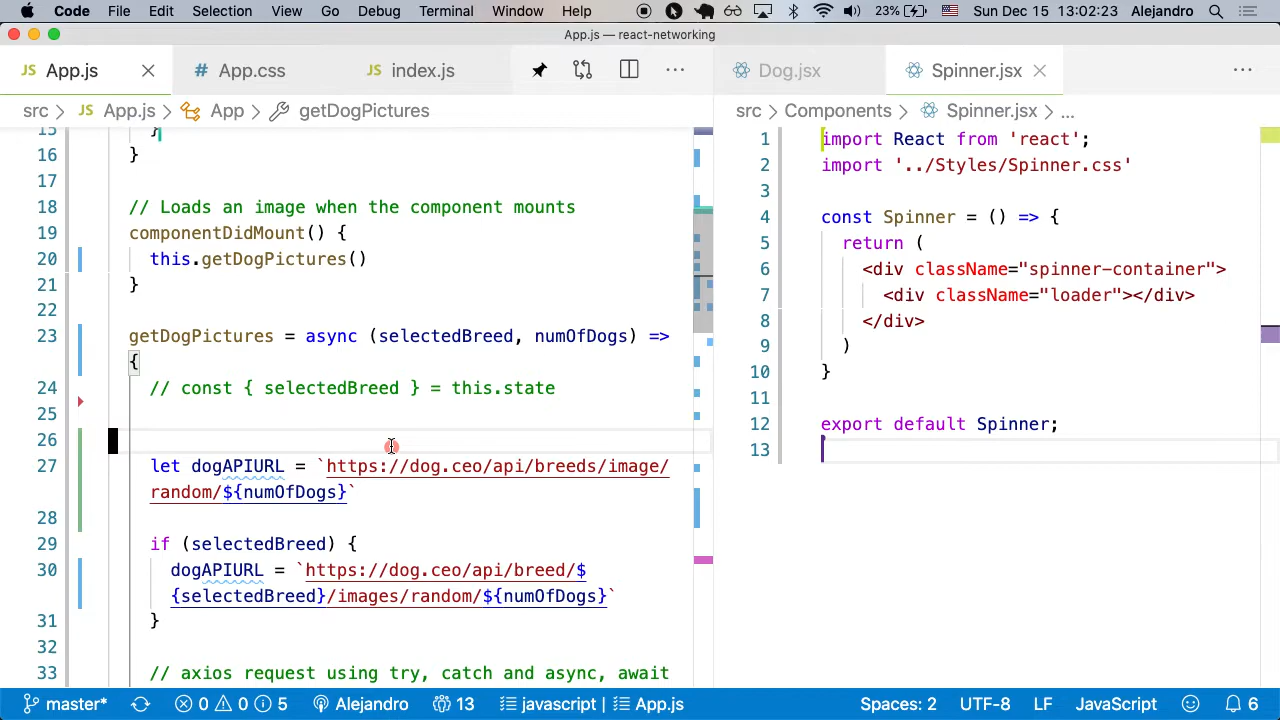 Code File Edit Selection View Go Debug Terminal Window Help 23% Sun Dec 15 13:02:23 Alejandro
App.js — react-networking
JS App.js # App.css JS index.js Dog.jsx Spinner.jsx
src > JS App.js > App > getDogPictures
15 }
16 }
17
18 // Loads an image when the component mounts
19 componentDidMount() {
20 this.getDogPictures()
21 }
22
23 getDogPictures = async (selectedBreed, numOfDogs) =>
{
24 // const { selectedBreed } = this.state
25
26
27 let dogAPIURL = `https://dog.ceo/api/breeds/image/
random/${numOfDogs}`
28
29 if (selectedBreed) {
30 dogAPIURL = `https://dog.ceo/api/breed/$
{selectedBreed}/images/random/${numOfDogs}`
31 }
32
33 // axios request using try, catch and async, await
src > Components > Spinner.jsx > ...
1 import React from 'react';
2 import '../Styles/Spinner.css'
3
4 const Spinner = () => {
5 return (
6 <div className="spinner-container">
7 <div className="loader"></div>
8 </div>
9 )
10 }
11
12 export default Spinner;
13
master* 0 0 5 Alejandro 13 javascript | App.js Spaces: 2 UTF-8 LF JavaScript 6